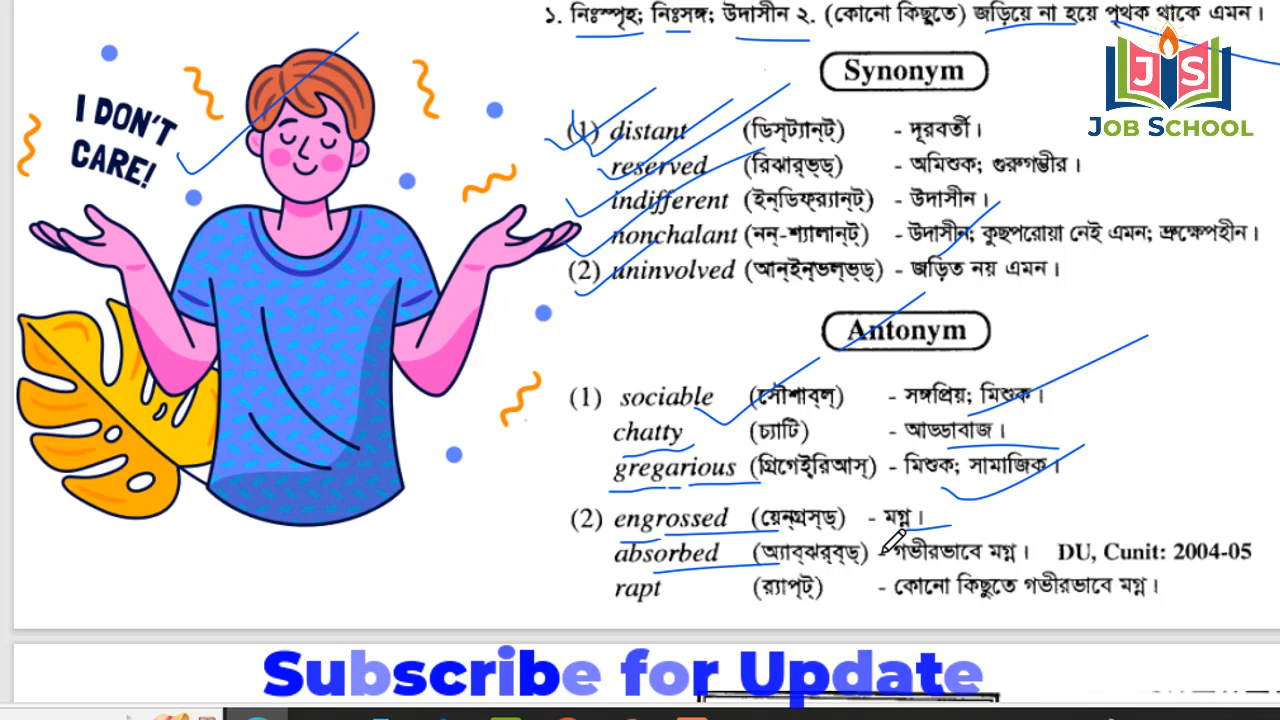 ১. নিঃস্পৃহ; নিঃসঙ্গ; উদাসীন ২. (কোনো কিছুতে) জড়িয়ে না হয়ে পৃথক থাকে এমন।
JS
JOB SCHOOL
I DON'T
CARE!
Synonym
(1) distant (ডিস্‌ট্যান্‌ট্) - দূরবর্তী।
reserved (রিঝার্‌ভ্‌ড্) - অমিশুক; গুরুগম্ভীর।
indifferent (ইন্‌ডিফ্‌র‌্যান্‌ট্) - উদাসীন।
nonchalant (নন্-শ্যালান্‌ট্) - উদাসীন; কুছপরোয়া নেই এমন; ভ্রুক্ষেপহীন।
(2) uninvolved (আন্‌ইন্‌ভল্‌ভ্‌ড্) - জড়িত নয় এমন।
Antonym
(1) sociable (সৌশাব্‌ল্) - সঙ্গপ্রিয়; মিশুক।
chatty (চ্যাটি) - আড্ডাবাজ।
gregarious (গ্রিগেইরিআস্) - মিশুক; সামাজিক।
(2) engrossed (য়েন্‌গ্রস্‌ড্) - মগ্ন।
absorbed (অ্যাব্‌ঝর্‌ব্‌ড্) - গভীরভাবে মগ্ন। DU, Cunit: 2004-05
rapt (র‌্যাপ্‌ট্) - কোনো কিছুতে গভীরভাবে মগ্ন।
Subscribe for Update